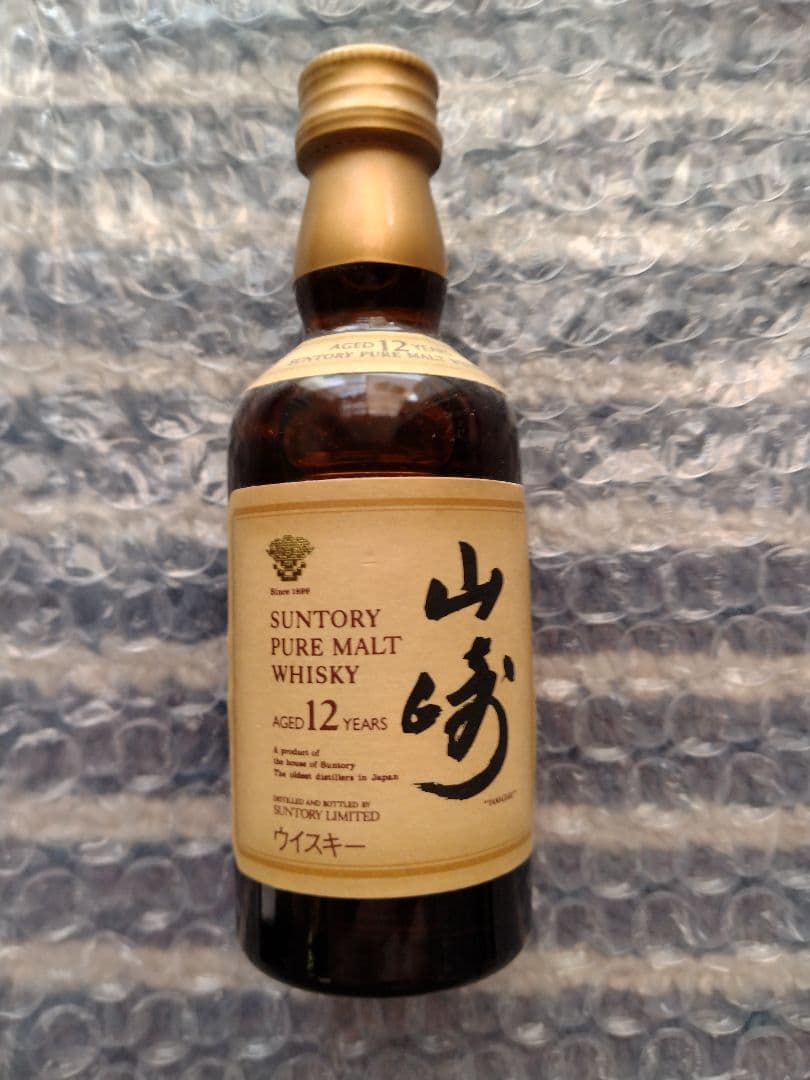 AGED 12 YEARS
SUNTORY PURE MALT
Since 1899
SUNTORY
PURE MALT
WHISKY
AGED 12 YEARS
A product of
the house of Suntory
The oldest distillers in Japan
DISTILLED AND BOTTLED BY
SUNTORY LIMITED
ウイスキー
山崎
"YAMAZAKI"